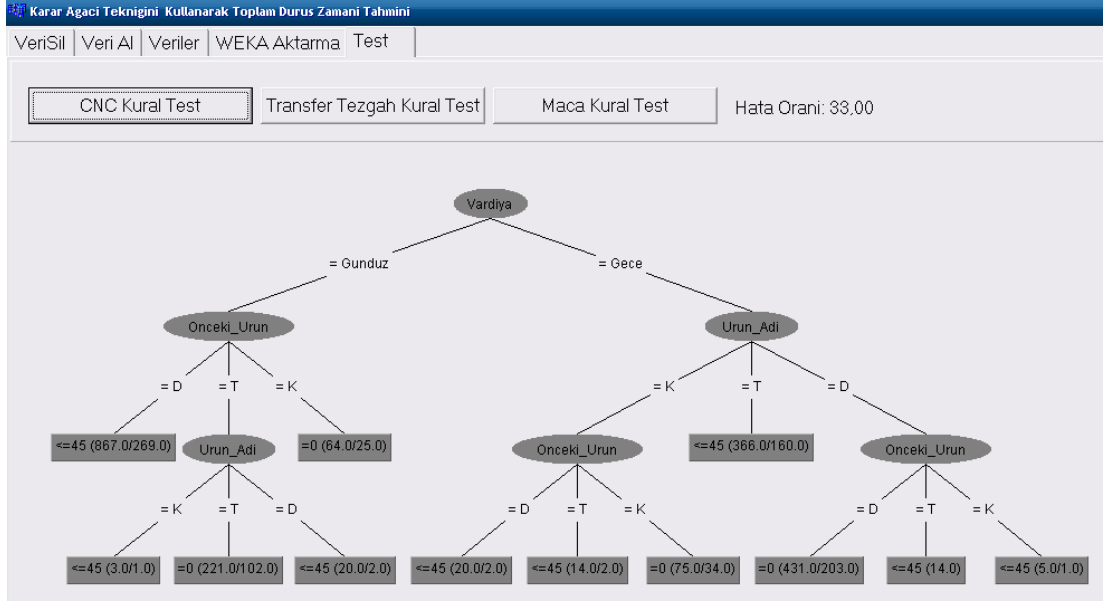 Karar Agaci Teknigini Kullanarak Toplam Durus Zamani Tahmini
VeriSil Veri Al Veriler WEKA Aktarma Test
CNC Kural Test Transfer Tezgah Kural Test Maca Kural Test Hata Orani: 33,00
Vardiya
= Gunduz = Gece
Onceki_Urun Urun_Adi
= D = T = K = K = T = D
<=45 (867.0/269.0) Urun_Adi =0 (64.0/25.0) Onceki_Urun <=45 (366.0/160.0) Onceki_Urun
= K = T = D = D = T = K = D = T = K
<=45 (3.0/1.0) =0 (221.0/102.0) <=45 (20.0/2.0) <=45 (20.0/2.0) <=45 (14.0/2.0) =0 (75.0/34.0) =0 (431.0/203.0) <=45 (14.0) <=45 (5.0/1.0)